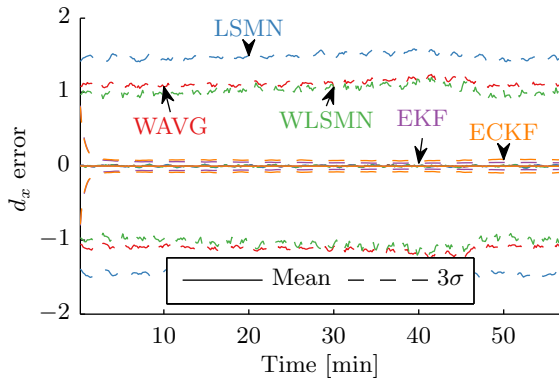 2
LSMN
1
WAVG
WLSMN
EKF
ECKF
0
d_x error
−1
Mean
3σ
−2
10
20
30
40
50
Time [min]